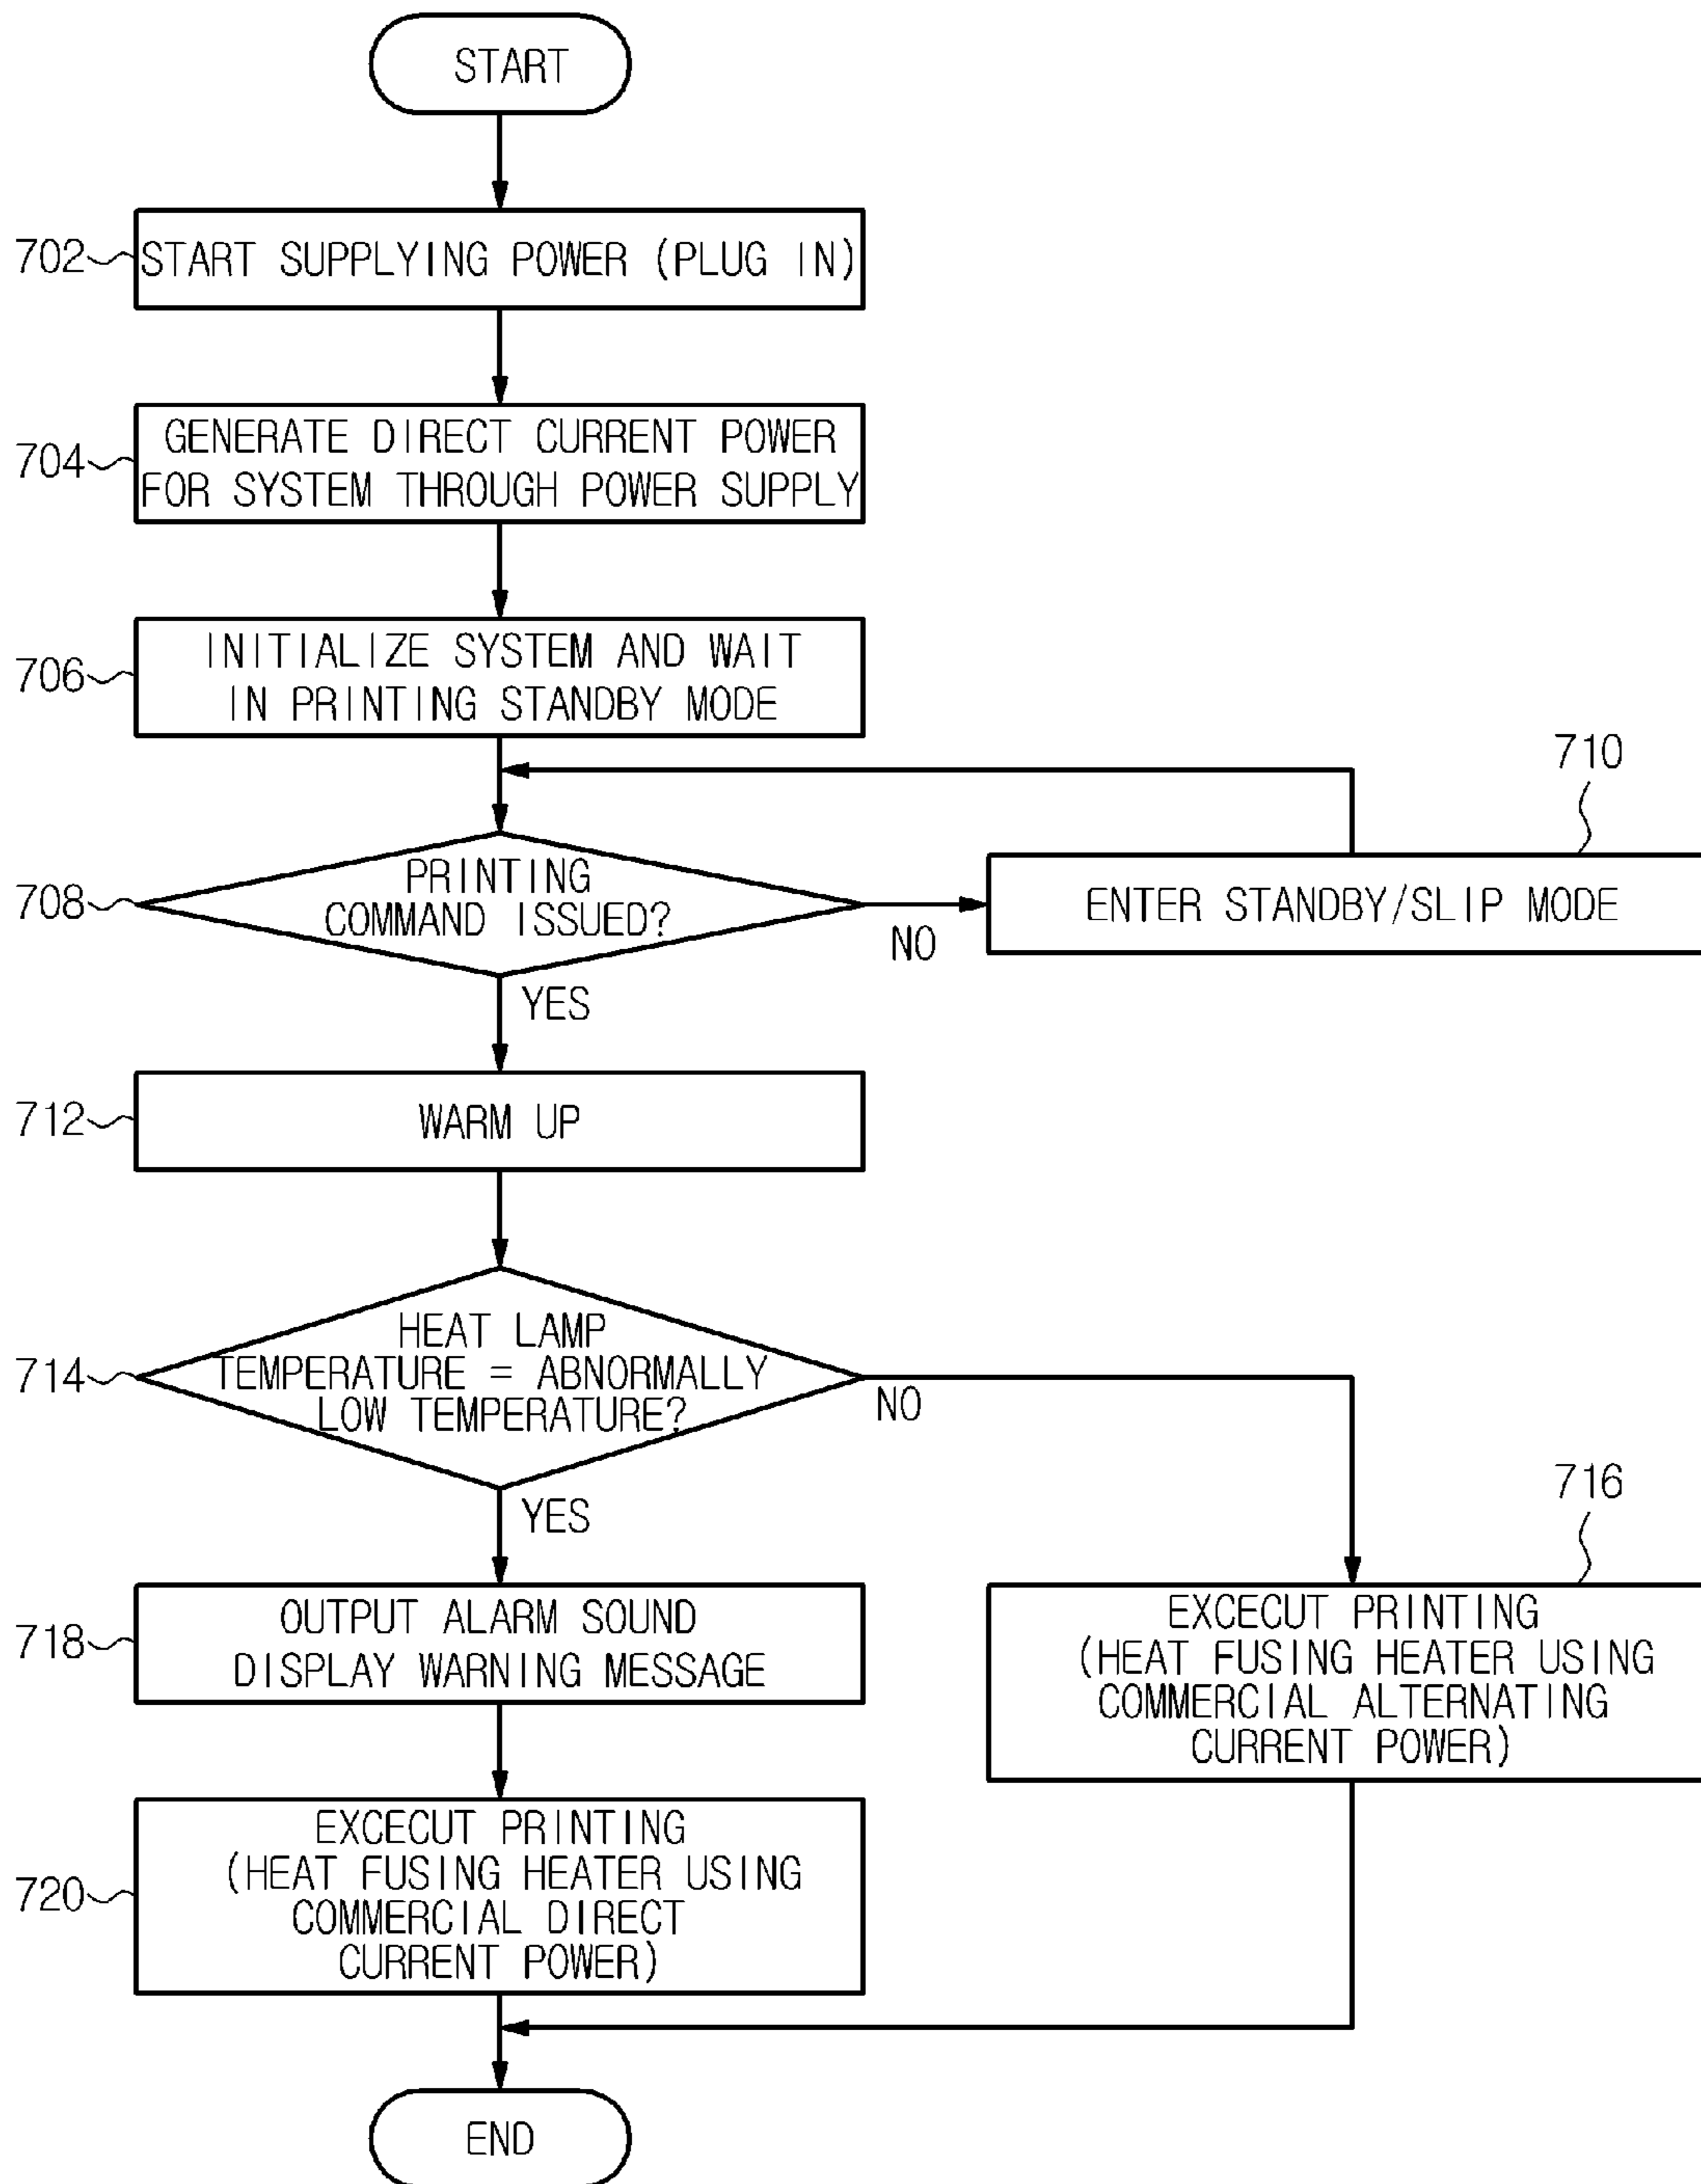 START
702
START SUPPLYING POWER (PLUG IN)
704
GENERATE DIRECT CURRENT POWER
FOR SYSTEM THROUGH POWER SUPPLY
706
INITIALIZE SYSTEM AND WAIT
IN PRINTING STANDBY MODE
708
PRINTING
COMMAND ISSUED?
NO
710
ENTER STANDBY/SLIP MODE
YES
712
WARM UP
714
HEAT LAMP
TEMPERATURE = ABNORMALLY
LOW TEMPERATURE?
NO
716
EXCECUT PRINTING
(HEAT FUSING HEATER USING
COMMERCIAL ALTERNATING
CURRENT POWER)
YES
718
OUTPUT ALARM SOUND
DISPLAY WARNING MESSAGE
720
EXCECUT PRINTING
(HEAT FUSING HEATER USING
COMMERCIAL DIRECT
CURRENT POWER)
END